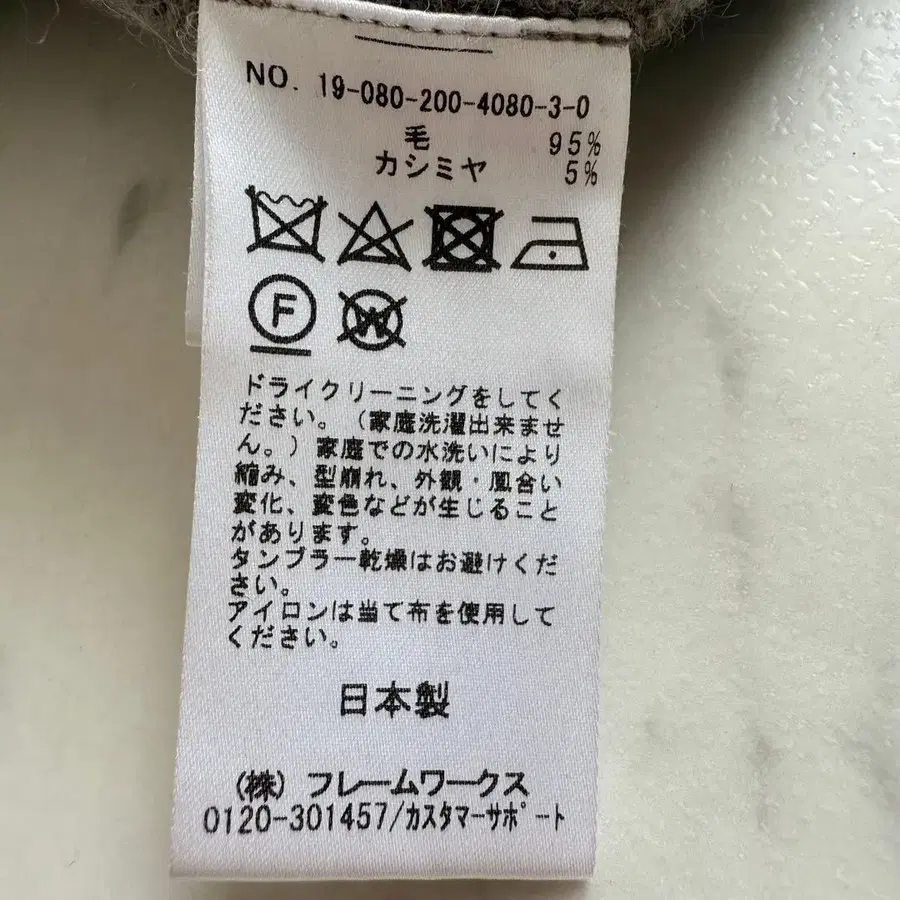 NO. 19-080-200-4080-3-0
毛 95%
カシミヤ 5%
F W
ドライクリーニングをしてく
ださい。（家庭洗濯出来ませ
ん。）家庭での水洗いにより
縮み、型崩れ、外観・風合い
変化、変色などが生じること
があります。
タンブラー乾燥はお避けくだ
さい。
アイロンは当て布を使用して
ください。
日本製
（株）フレームワークス
0120-301457/カスタマーサポート